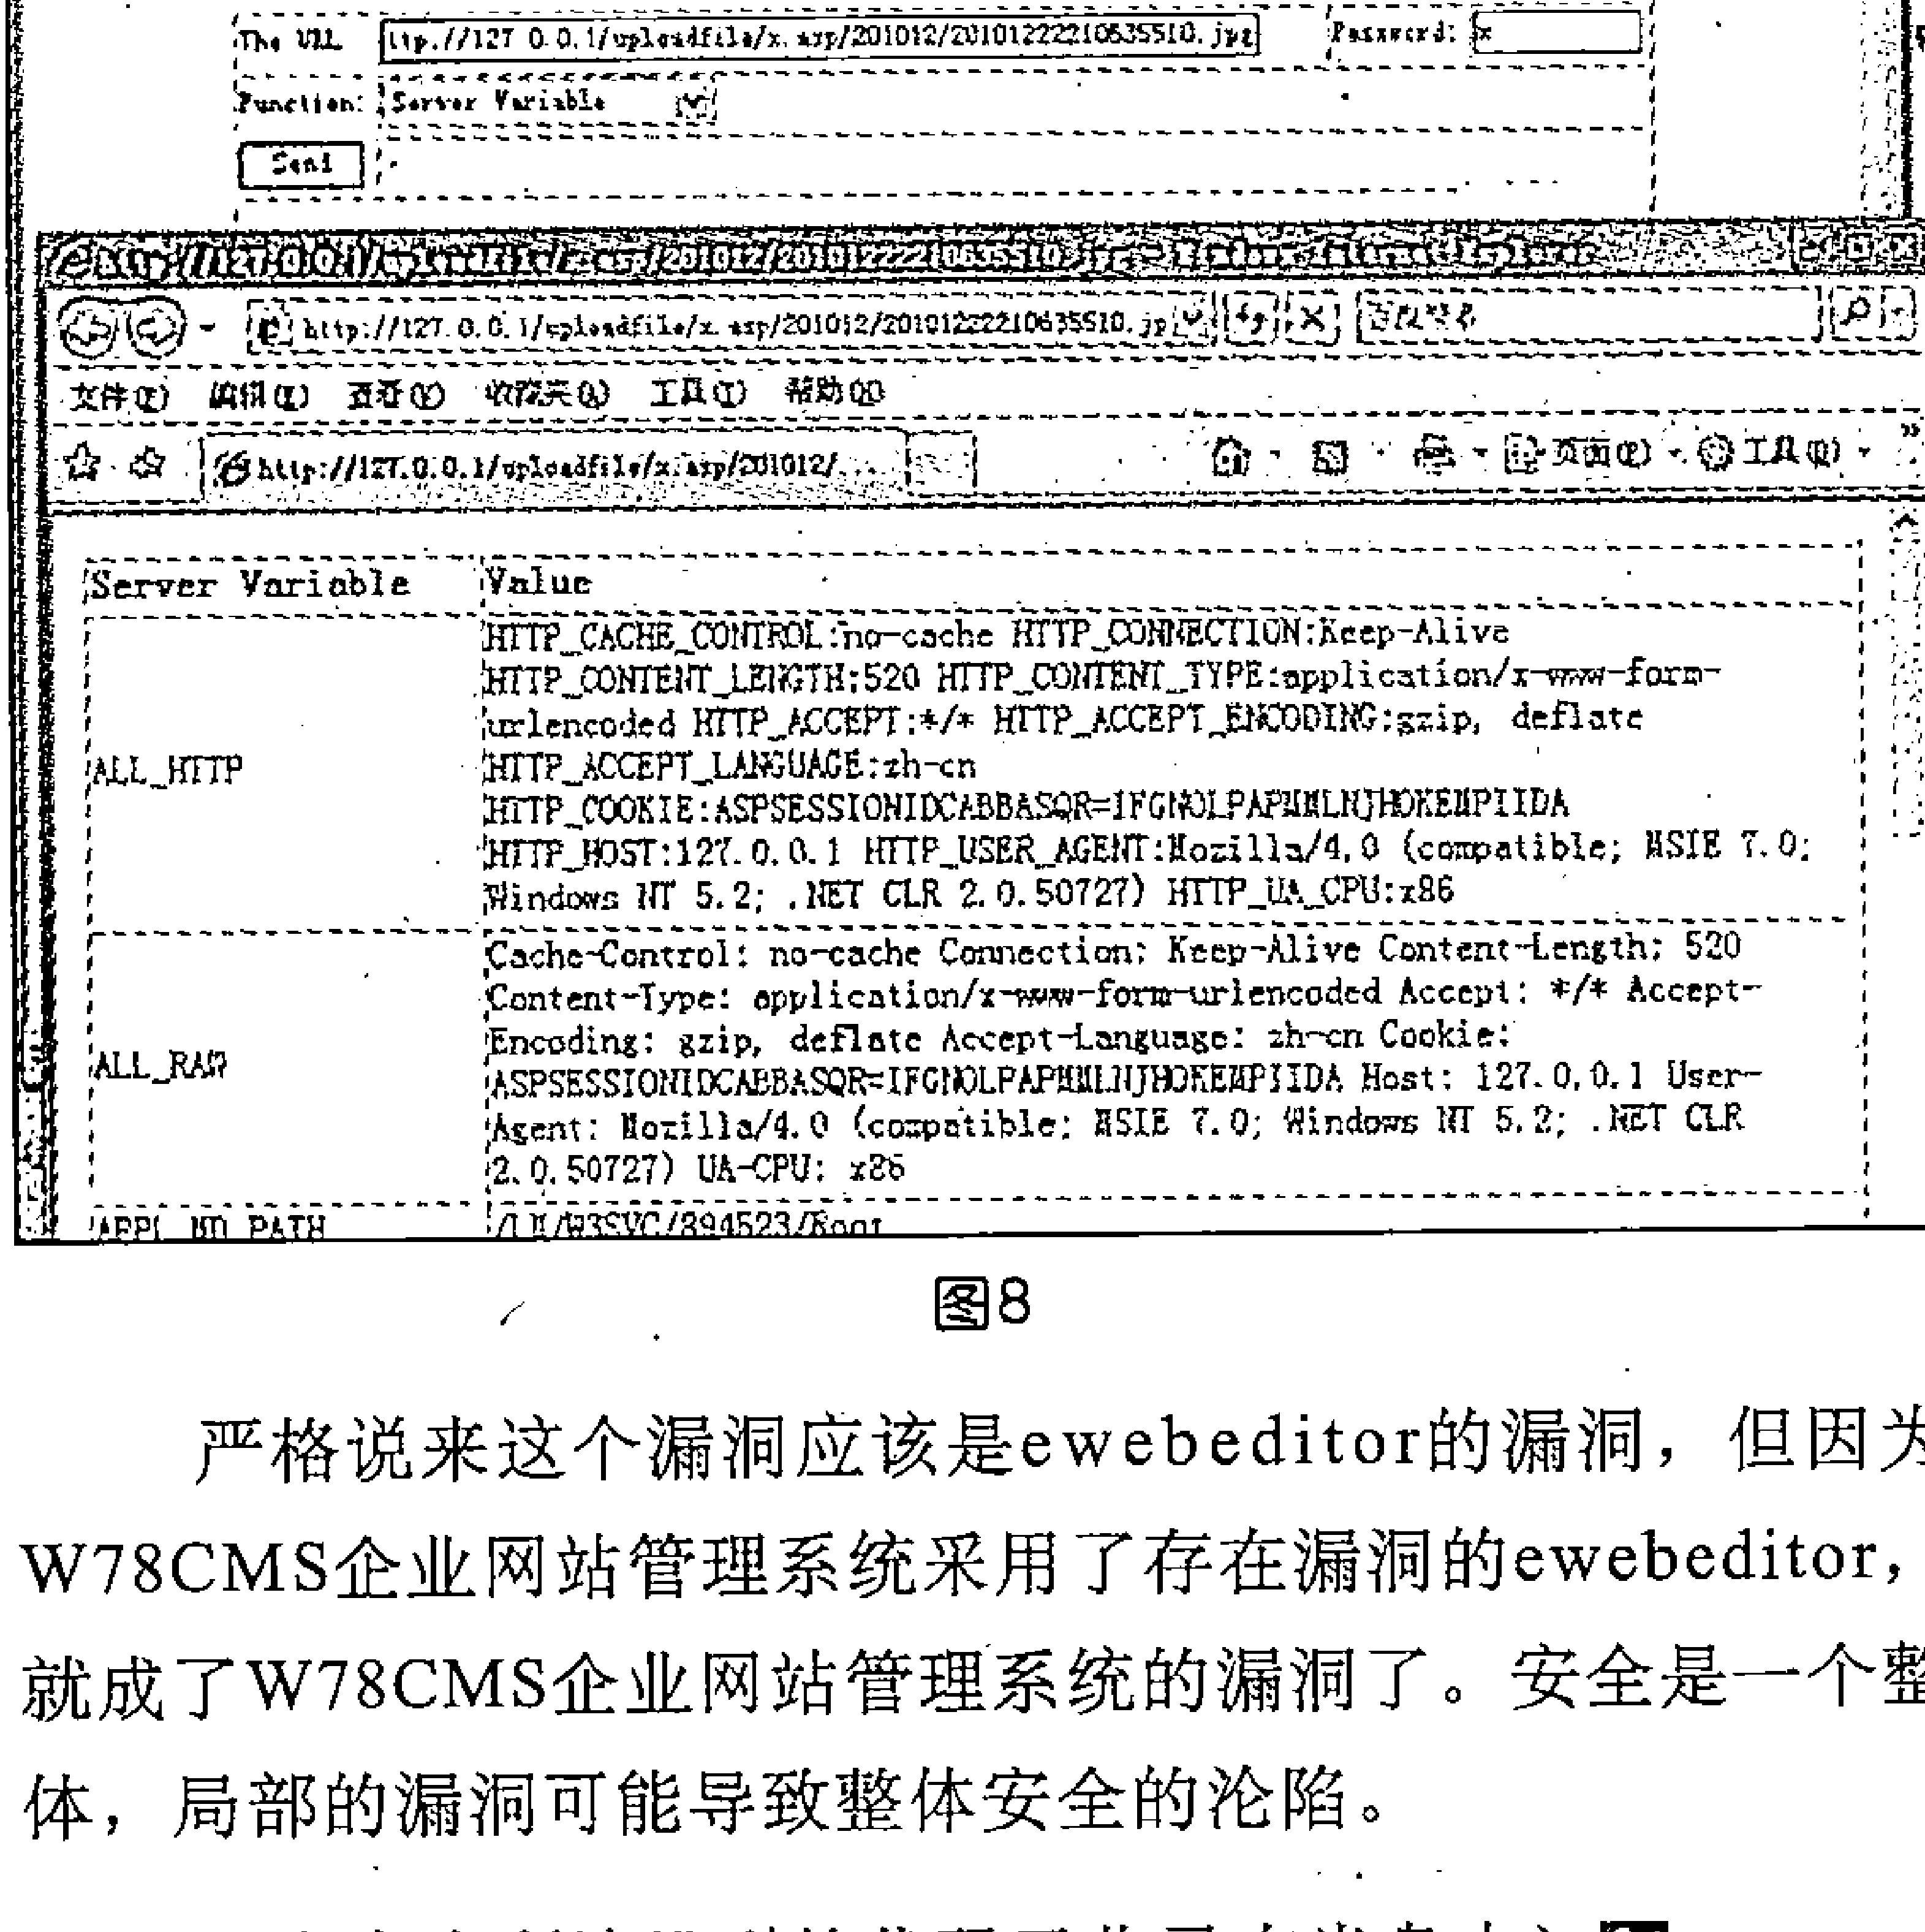 ttp://127.0.0.1/uploadfile/x.asp/201012/20101222210635510.jpg Password: x
Function: Server Variable
Send
http://127.0.0.1/uploadfile/x.asp/201012/20101222210635510.jp
文件(F) 编辑(E) 查看(V) 收藏夹(A) 工具(T) 帮助(H)
http://127.0.0.1/uploadfile/x.asp/201012/... 页面(P) 工具(O) »
Server Variable Value
HTTP_CACHE_CONTROL:no-cache HTTP_CONNECTION:Keep-Alive
HTTP_CONTENT_LENGTH:520 HTTP_CONTENT_TYPE:application/x-www-form-
urlencoded HTTP_ACCEPT:*/* HTTP_ACCEPT_ENCODING:gzip, deflate
ALL_HTTP HTTP_ACCEPT_LANGUAGE:zh-cn
HTTP_COOKIE:ASPSESSIONIDCABBASQR=IFGNOLPAPMMLNJHOKEMPIIDA
HTTP_HOST:127.0.0.1 HTTP_USER_AGENT:Mozilla/4.0 (compatible; MSIE 7.0;
Windows NT 5.2; .NET CLR 2.0.50727) HTTP_UA_CPU:x86
Cache-Control: no-cache Connection: Keep-Alive Content-Length: 520
Content-Type: application/x-www-form-urlencoded Accept: */* Accept-
Encoding: gzip, deflate Accept-Language: zh-cn Cookie:
ALL_RAW ASPSESSIONIDCABBASQR=IFGNOLPAPMMLNJHOKEMPIIDA Host: 127.0.0.1 User-
Agent: Mozilla/4.0 (compatible; MSIE 7.0; Windows NT 5.2; .NET CLR
2.0.50727) UA-CPU: x86
APPL_MD_PATH /LM/W3SVC/894523/Root
图8
严格说来这个漏洞应该是ewebeditor的漏洞，但因为
W78CMS企业网站管理系统采用了存在漏洞的ewebeditor，
就成了W78CMS企业网站管理系统的漏洞了。安全是一个整
体，局部的漏洞可能导致整体安全的沦陷。